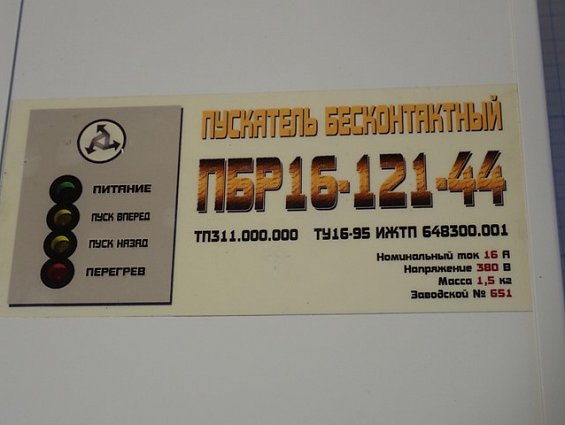 ПУСКАТЕЛЬ БЕСКОНТАКТНЫЙ
ПБР16-121-44
ТП311.000.000 ТУ16-95 ИЖТП 648300.001
Номинальный ток 16 А
Напряжение 380 В
Масса 1,5 кг
Заводской № 651
ПИТАНИЕ
ПУСК ВПЕРЕД
ПУСК НАЗАД
ПЕРЕГРЕВ